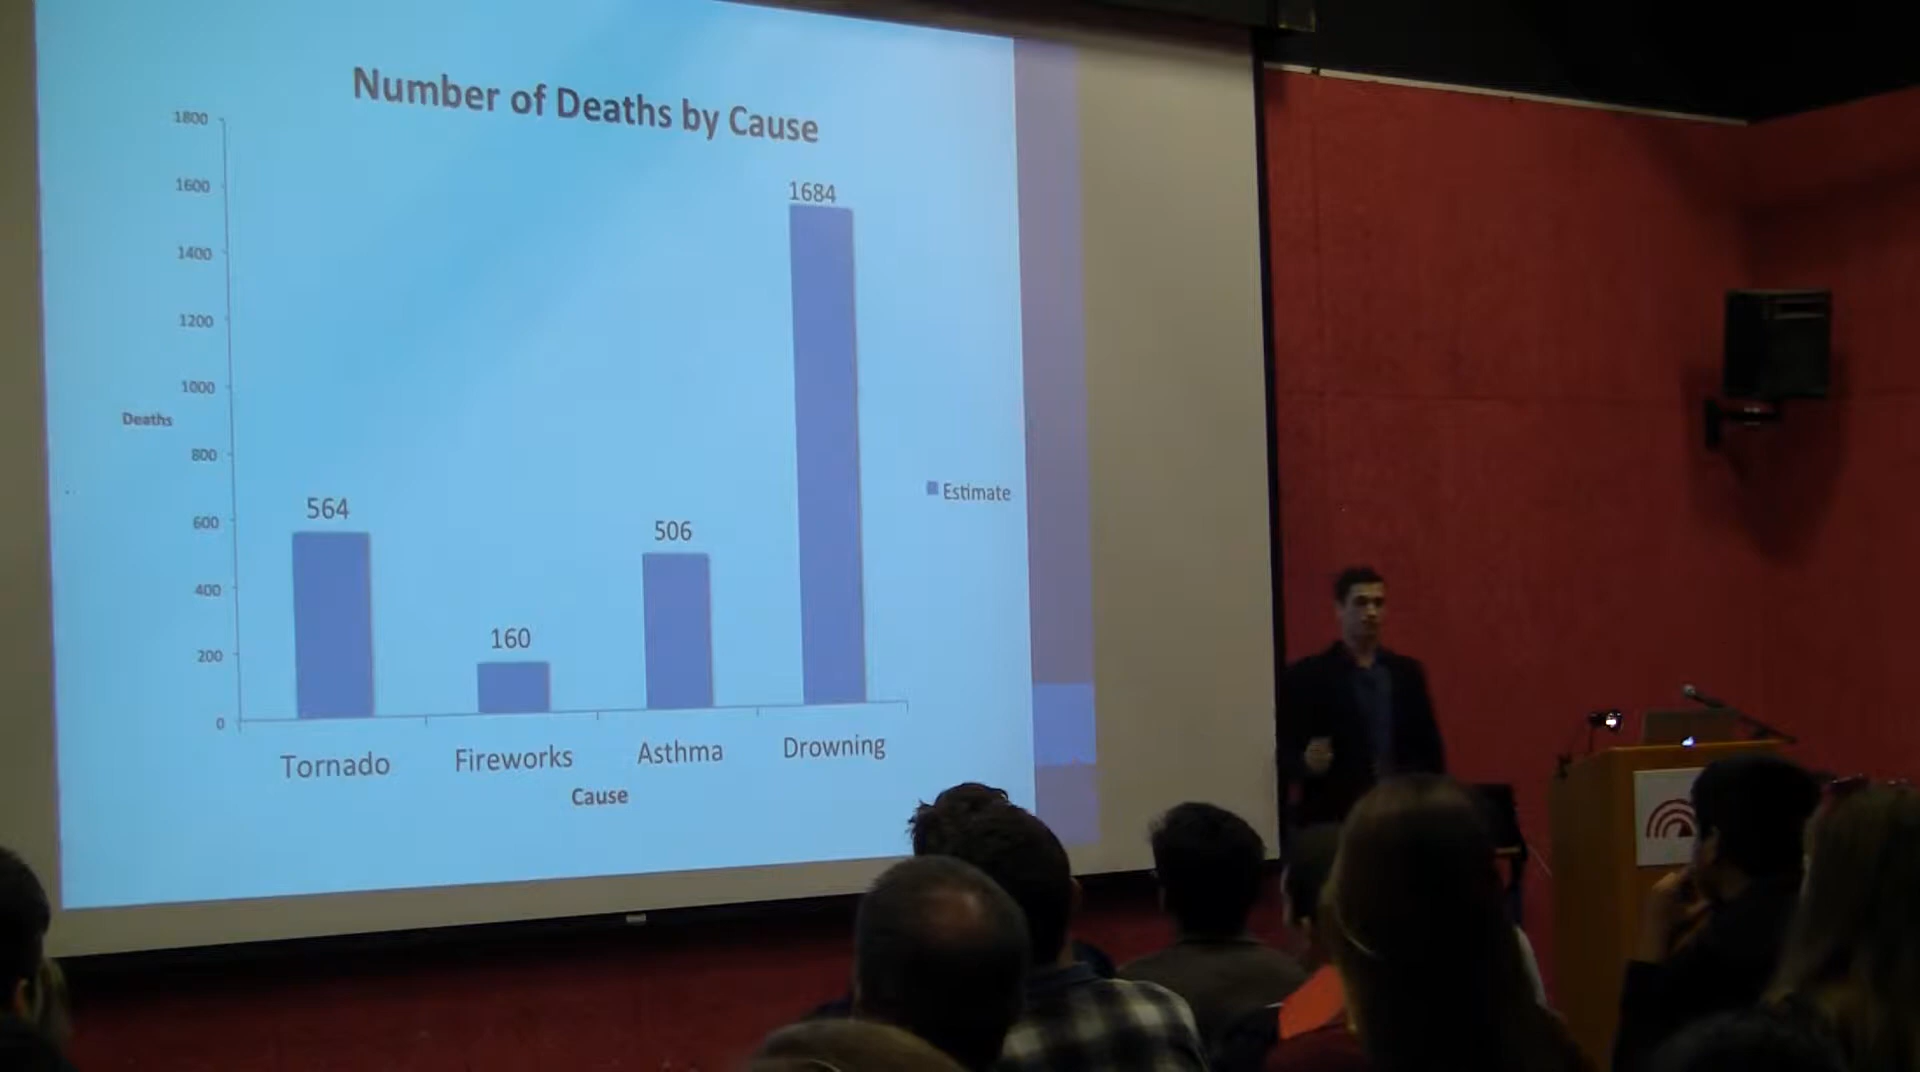 Number of Deaths by Cause
1800
1600
1400
1200
1000
800
600
400
200
0
Deaths
564
160
506
1684
Estimate
Tornado
Fireworks
Asthma
Drowning
Cause